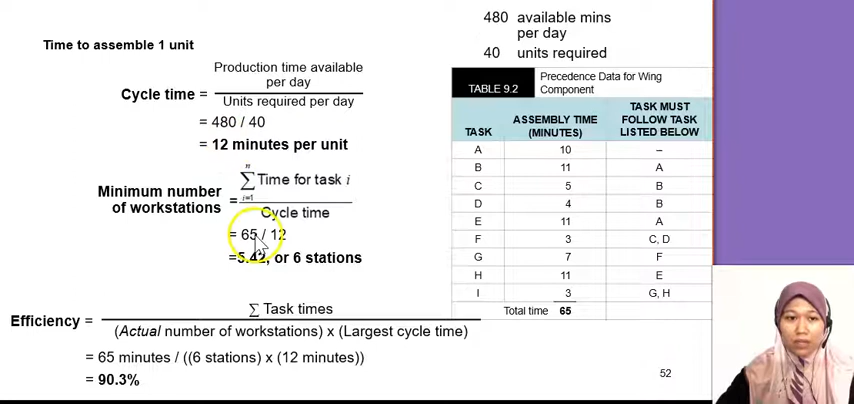 480 available mins
per day
40 units required
Time to assemble 1 unit
Cycle time = Production time available
per day
Units required per day
= 480 / 40
= 12 minutes per unit
Minimum number
of workstations
= n
∑ Time for task i
i=1
Cycle time
= 65 / 12
=5.42, or 6 stations
Efficiency = ∑ Task times
(Actual number of workstations) x (Largest cycle time)
= 65 minutes / ((6 stations) x (12 minutes))
= 90.3%
TABLE 9.2 Precedence Data for Wing
Component
TASK ASSEMBLY TIME
(MINUTES) TASK MUST
FOLLOW TASK
LISTED BELOW
A 10 –
B 11 A
C 5 B
D 4 B
E 11 A
F 3 C, D
G 7 F
H 11 E
I 3 G, H
Total time 65
52